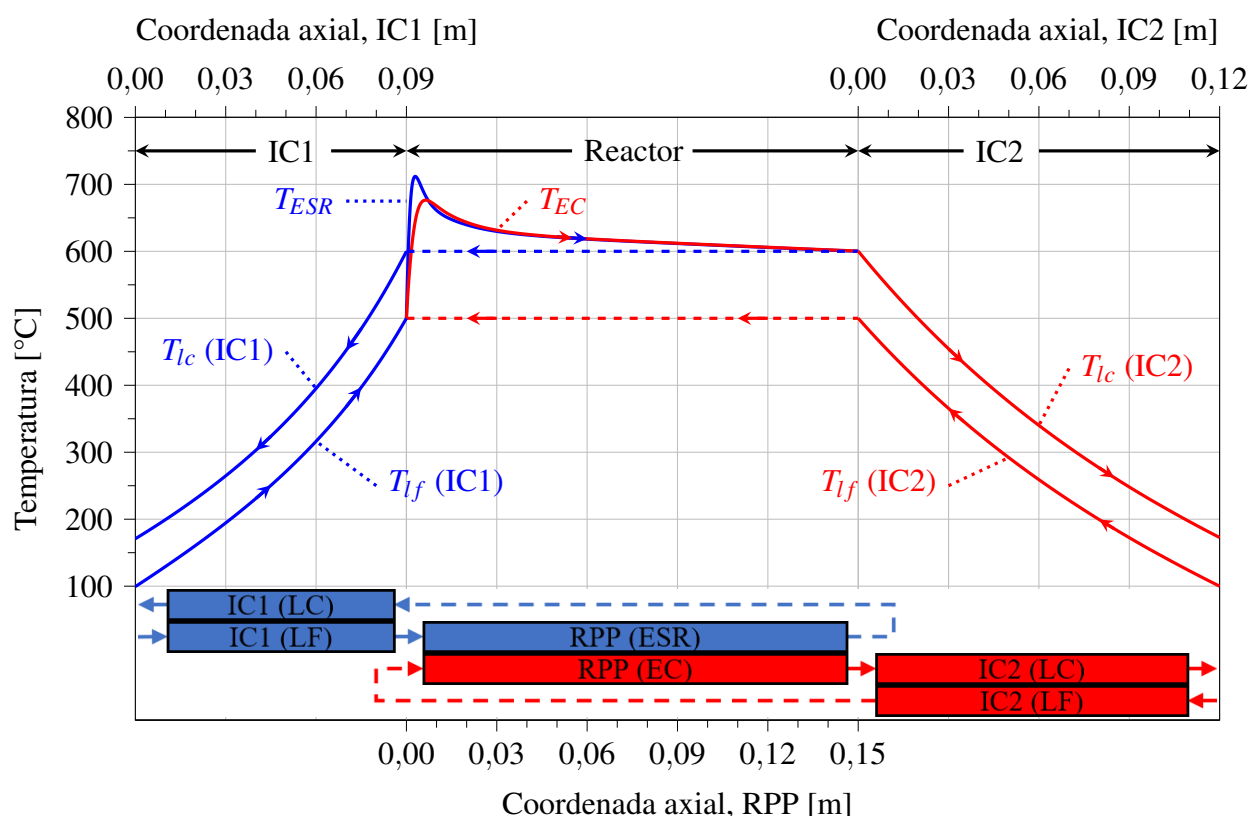 Coordenada axial, IC1 [m]
Coordenada axial, IC2 [m]
0,00 0,03 0,06 0,09
0,00 0,03 0,06 0,09 0,12
800
IC1
Reactor
IC2
700
T_ESR
T_EC
600
500
T_lc (IC1)
T_lc (IC2)
400
300
T_lf (IC1)
T_lf (IC2)
200
100
Temperatura [°C]
IC1 (LC)
IC1 (LF)
RPP (ESR)
RPP (EC)
IC2 (LC)
IC2 (LF)
0,00 0,03 0,06 0,09 0,12 0,15
Coordenada axial, RPP [m]